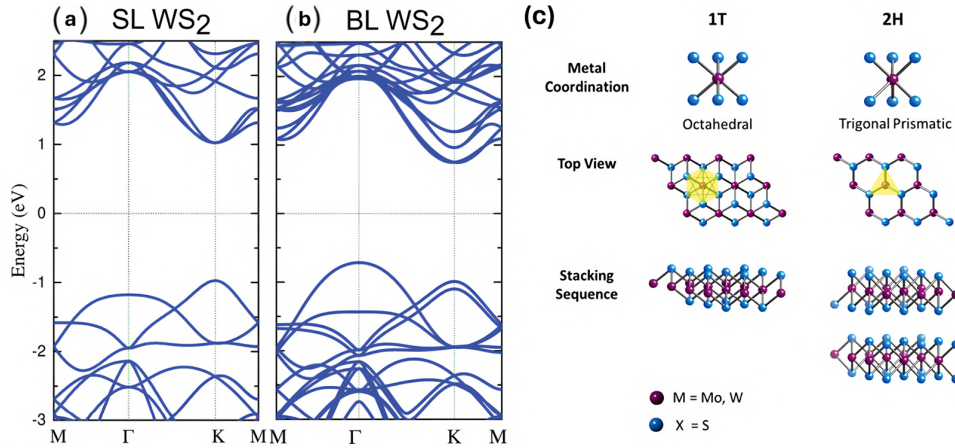 (a) SL WS2
(b) BL WS2
Energy (eV)
2
1
0
-1
-2
-3
M Γ K M
M Γ K M
(c)
1T 2H
Metal
Coordination
Octahedral Trigonal Prismatic
Top View
Stacking
Sequence
M = Mo, W
X = S